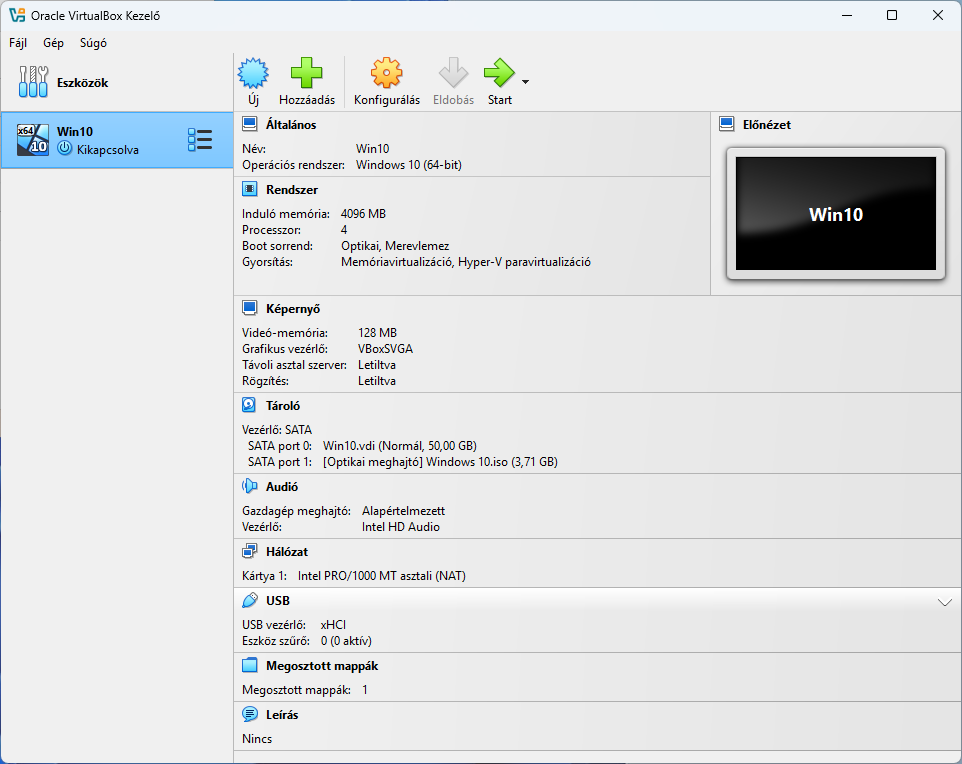 Oracle VirtualBox Kezelő
Fájl Gép Súgó
Eszközök
x64
10
Win10
Kikapcsolva
Új Hozzáadás Konfigurálás Eldobás Start
Általános
Név: Win10
Operációs rendszer: Windows 10 (64-bit)
Előnézet
Win10
Rendszer
Induló memória: 4096 MB
Processzor: 4
Boot sorrend: Optikai, Merevlemez
Gyorsítás: Memóriavirtualizáció, Hyper-V paravirtualizáció
Képernyő
Videó-memória: 128 MB
Grafikus vezérlő: VBoxSVGA
Távoli asztal szerver: Letiltva
Rögzítés: Letiltva
Tároló
Vezérlő: SATA
SATA port 0: Win10.vdi (Normál, 50,00 GB)
SATA port 1: [Optikai meghajtó] Windows 10.iso (3,71 GB)
Audió
Gazdagép meghajtó: Alapértelmezett
Vezérlő: Intel HD Audio
Hálózat
Kártya 1: Intel PRO/1000 MT asztali (NAT)
USB
USB vezérlő: xHCI
Eszköz szűrő: 0 (0 aktív)
Megosztott mappák
Megosztott mappák: 1
Leírás
Nincs